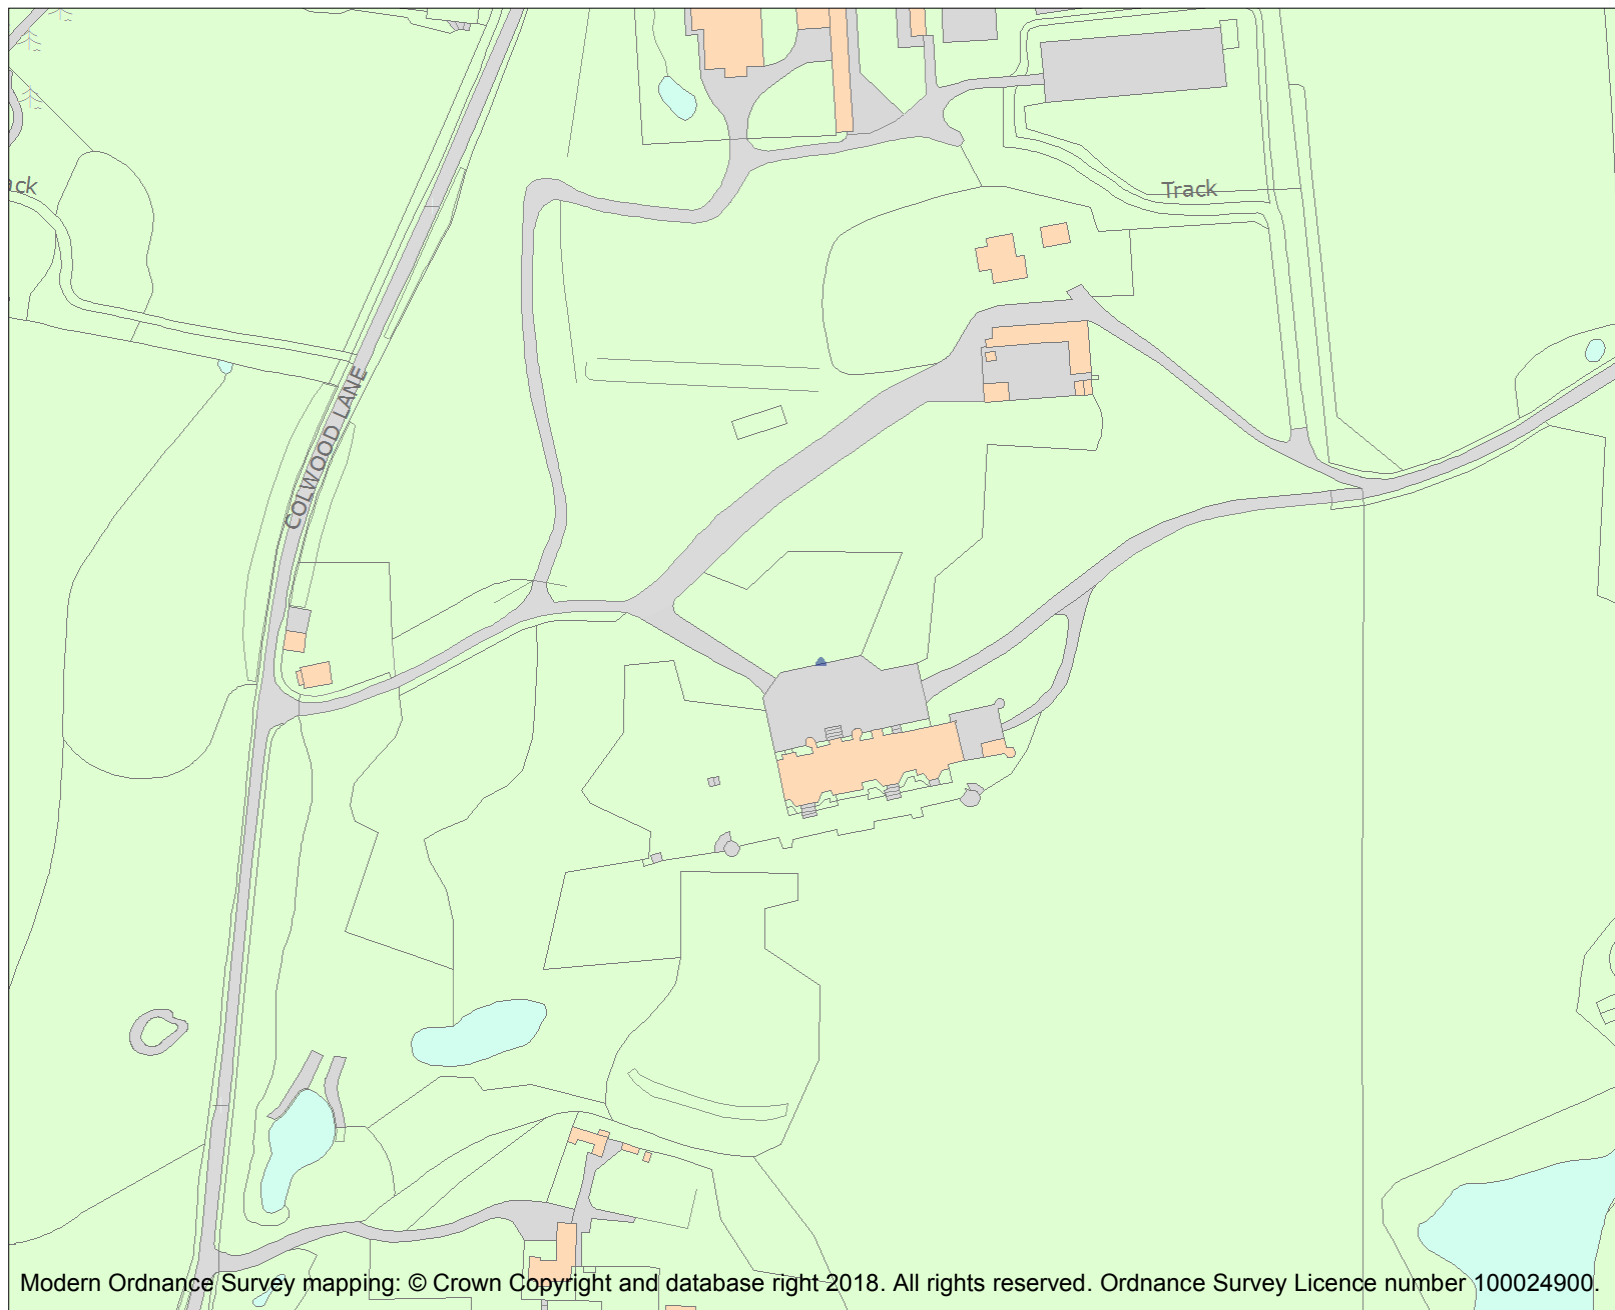 ack
Track
COLWOOD LANE
Modern Ordnance Survey mapping: © Crown Copyright and database right 2018. All rights reserved. Ordnance Survey Licence number 100024900.